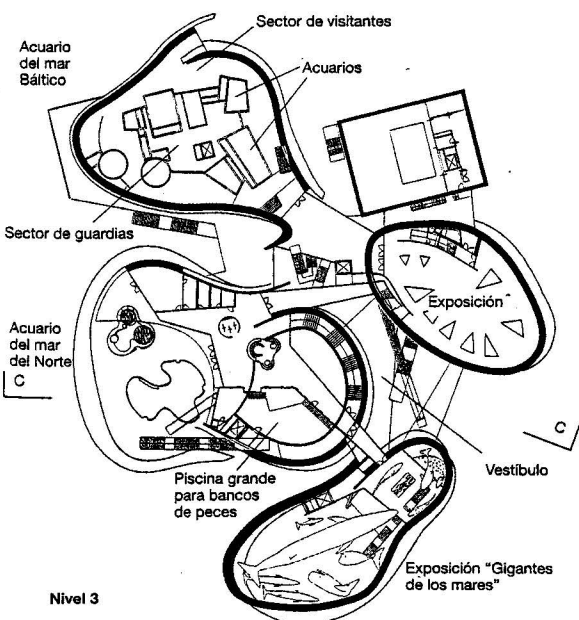 Sector de visitantes
Acuario
del mar
Báltico
Acuarios
Sector de guardias
Exposición
Acuario
del mar
del Norte
C
C
Vestíbulo
Piscina grande
para bancos
de peces
Exposición "Gigantes
de los mares"
Nivel 3